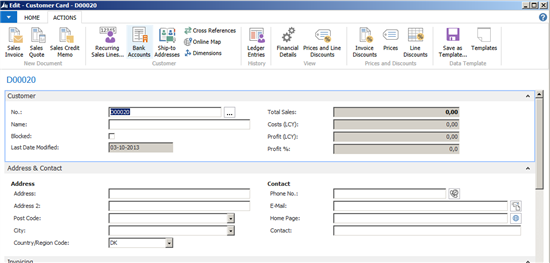 Edit - Customer Card - D00020
HOME ACTIONS
Sales Invoice
Sales Quote
Sales Credit Memo
Recurring Sales Lines...
Bank Accounts
Ship-to Addresses
Cross References
Online Map
Dimensions
Ledger Entries
Financial Details
Prices and Line Discounts
Invoice Discounts
Prices
Line Discounts
Save as Template...
Templates
New Document
Customer
History
View
Prices and Discounts
Data Template
D00020
Customer
No.: D00020 ...
Name:
Blocked:
Last Date Modified: 03-10-2013
Total Sales: 0,00
Costs (LCY): 0,00
Profit (LCY): 0,00
Profit %: 0,0
Address & Contact
Address
Address:
Address 2:
Post Code:
City:
Country/Region Code: DK
Contact
Phone No.:
E-Mail:
Home Page:
Contact:
Invoicing